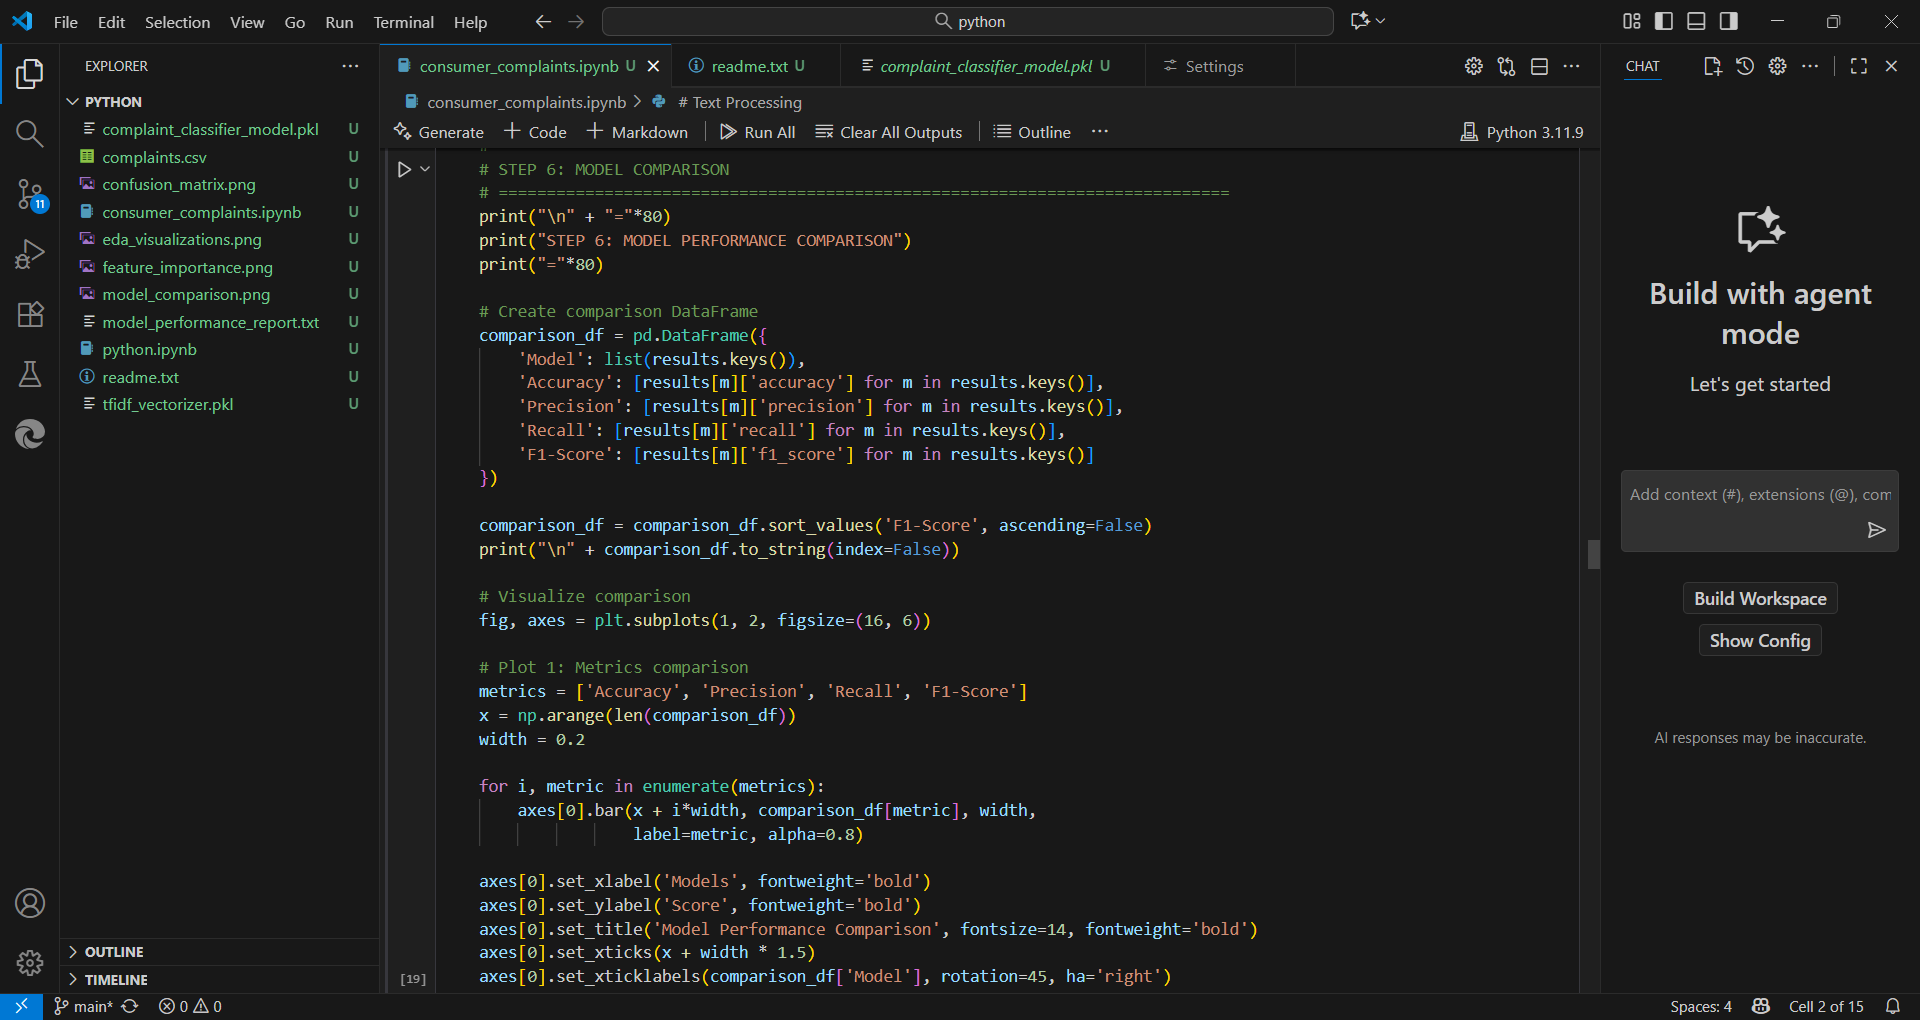 File Edit Selection View Go Run Terminal Help
python
EXPLORER
PYTHON
complaint_classifier_model.pkl U
complaints.csv U
confusion_matrix.png U
consumer_complaints.ipynb U
eda_visualizations.png U
feature_importance.png U
model_comparison.png U
model_performance_report.txt U
python.ipynb U
readme.txt U
tfidf_vectorizer.pkl U
11
OUTLINE
TIMELINE
consumer_complaints.ipynb U
readme.txt U
complaint_classifier_model.pkl U
Settings
consumer_complaints.ipynb > # Text Processing
Generate + Code + Markdown Run All Clear All Outputs Outline ... Python 3.11.9
# STEP 6: MODEL COMPARISON
# ============================================================================
print("\n" + "="*80)
print("STEP 6: MODEL PERFORMANCE COMPARISON")
print("="*80)
# Create comparison DataFrame
comparison_df = pd.DataFrame({
    'Model': list(results.keys()),
    'Accuracy': [results[m]['accuracy'] for m in results.keys()],
    'Precision': [results[m]['precision'] for m in results.keys()],
    'Recall': [results[m]['recall'] for m in results.keys()],
    'F1-Score': [results[m]['f1_score'] for m in results.keys()]
})
comparison_df = comparison_df.sort_values('F1-Score', ascending=False)
print("\n" + comparison_df.to_string(index=False))
# Visualize comparison
fig, axes = plt.subplots(1, 2, figsize=(16, 6))
# Plot 1: Metrics comparison
metrics = ['Accuracy', 'Precision', 'Recall', 'F1-Score']
x = np.arange(len(comparison_df))
width = 0.2
for i, metric in enumerate(metrics):
    axes[0].bar(x + i*width, comparison_df[metric], width,
                label=metric, alpha=0.8)
axes[0].set_xlabel('Models', fontweight='bold')
axes[0].set_ylabel('Score', fontweight='bold')
axes[0].set_title('Model Performance Comparison', fontsize=14, fontweight='bold')
axes[0].set_xticks(x + width * 1.5)
axes[0].set_xticklabels(comparison_df['Model'], rotation=45, ha='right')
[19]
CHAT
Build with agent
mode
Let's get started
Add context (#), extensions (@), com
Build Workspace
Show Config
AI responses may be inaccurate.
main* 0 0
Spaces: 4 Cell 2 of 15